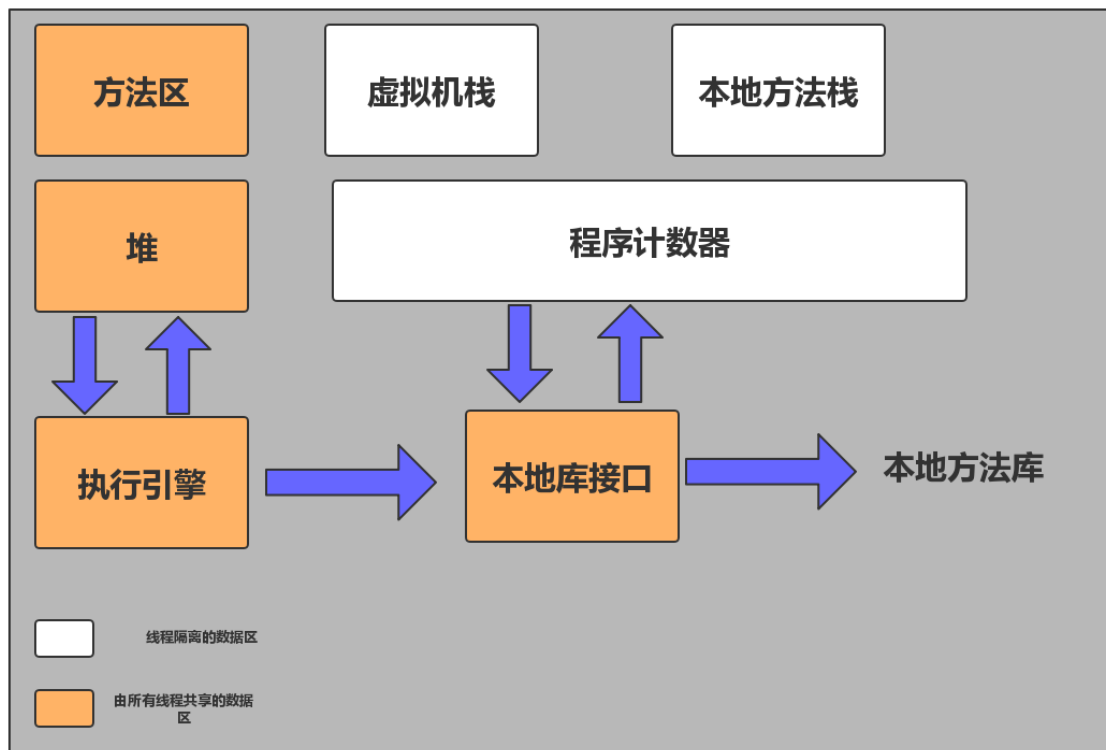 方法区
虚拟机栈
本地方法栈
堆
程序计数器
执行引擎
本地库接口
本地方法库
线程隔离的数据区
由所有线程共享的数据
区